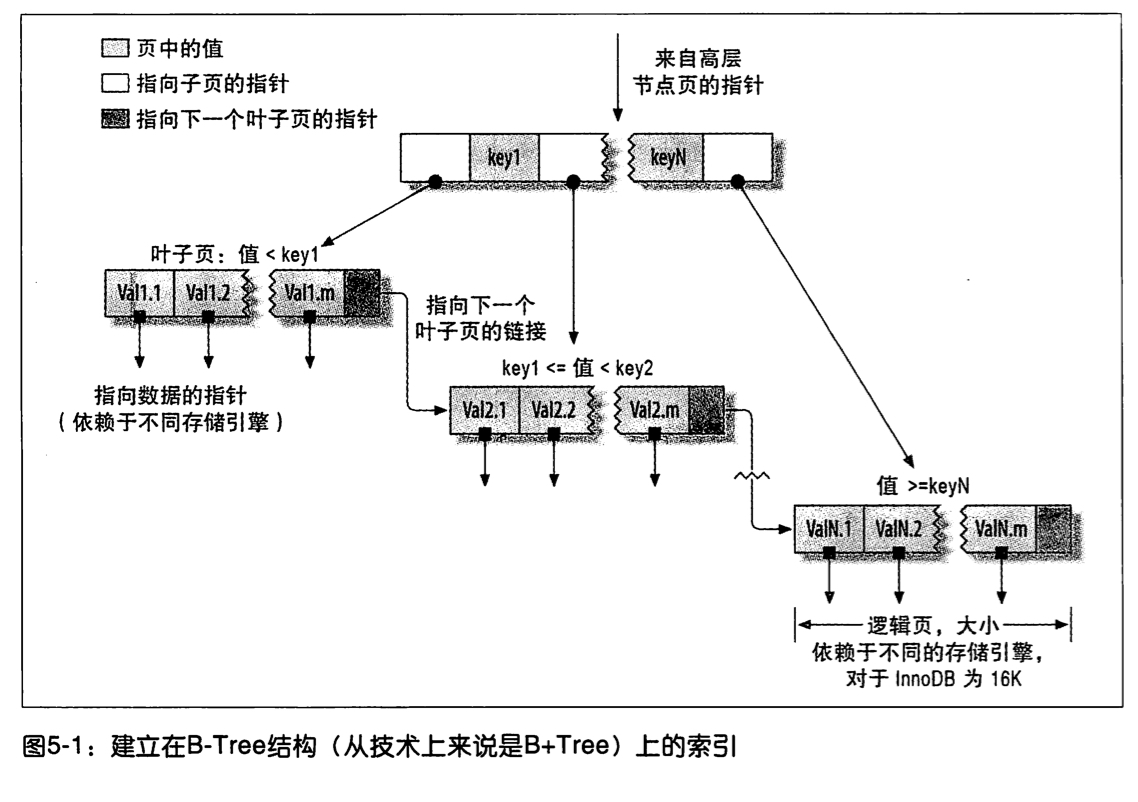 页中的值
指向子页的指针
指向下一个叶子页的指针
来自高层
节点页的指针
key1
keyN
叶子页：值 < key1
Val1.1
Val1.2
Val1.m
指向下一个
叶子页的链接
指向数据的指针
（依赖于不同存储引擎）
key1 <= 值 < key2
Val2.1
Val2.2
Val2.m
值 >=keyN
ValN.1
ValN.2
ValN.m
逻辑页，大小
依赖于不同的存储引擎，
对于 InnoDB 为 16K
图5-1：建立在B-Tree结构（从技术上来说是B+Tree）上的索引